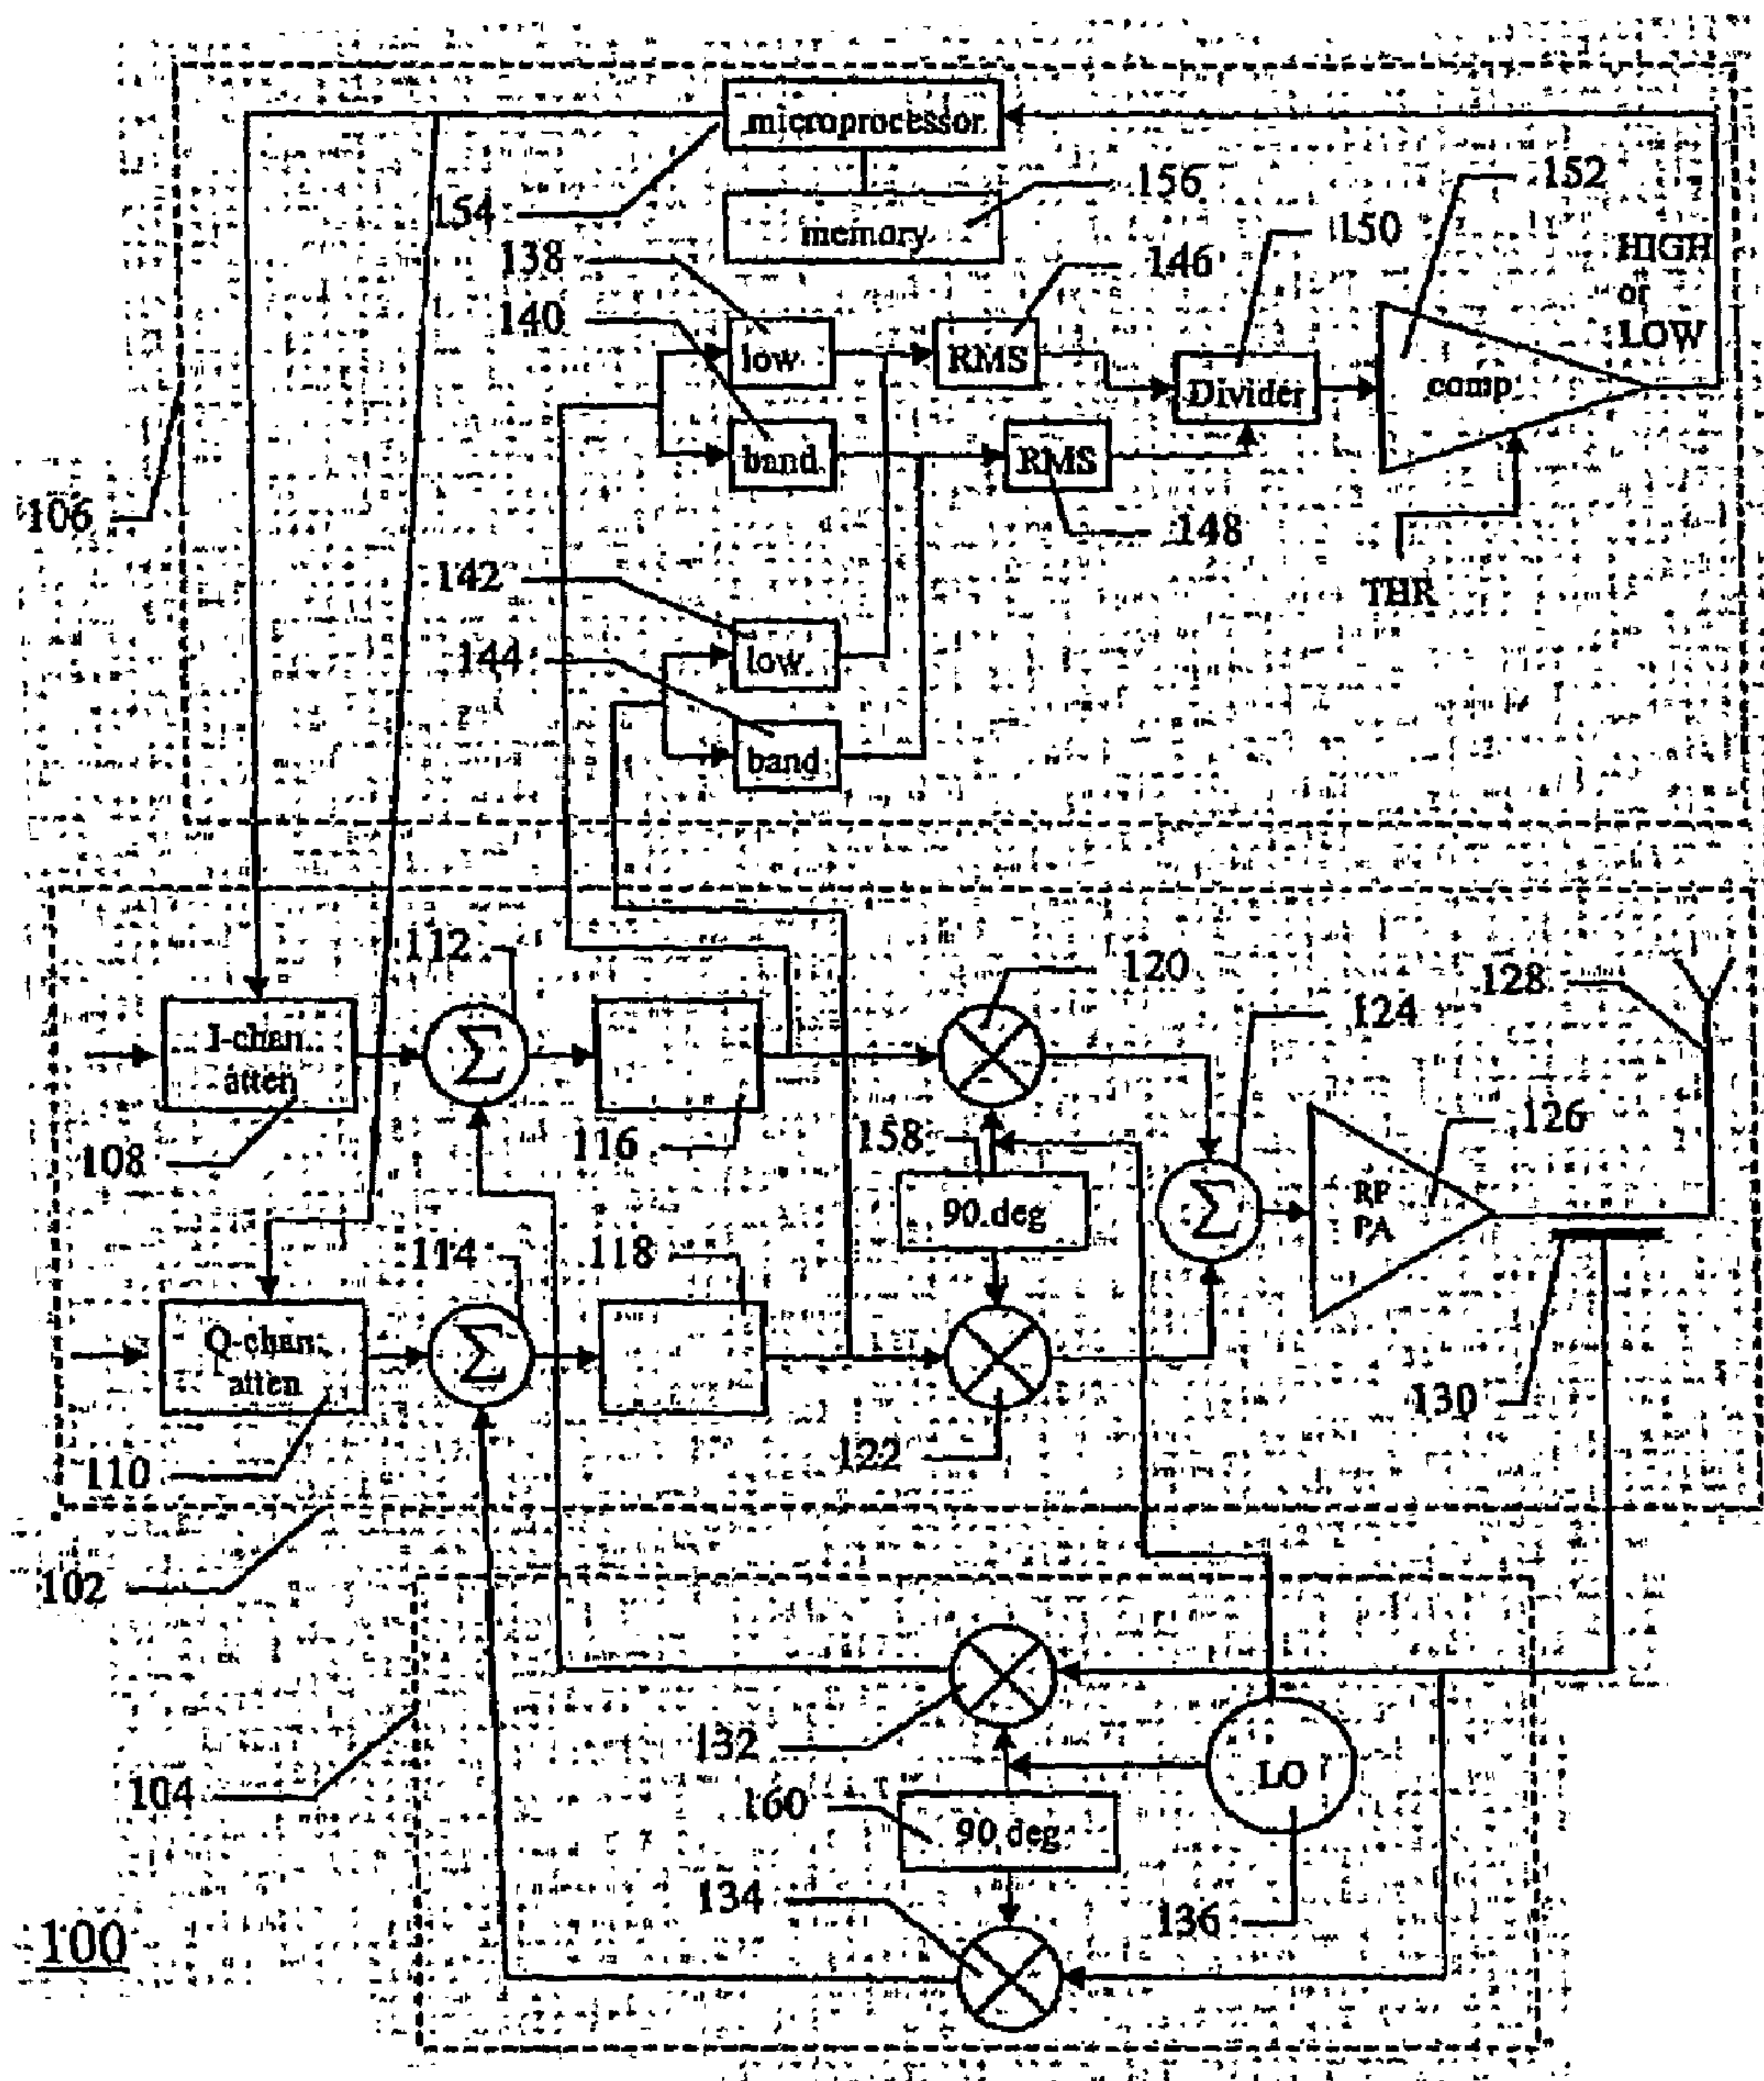 microprocessor
154
156
memory
152
150
138
146
HIGH
or
LOW
140
low
RMS
Divider
comp
band
RMS
106
148
142
THR
144
low
band
112
120
128
124
I-chan
atten
Σ
126
116
158
108
90 deg
Σ
RF
PA
114
118
Q-chan
atten
Σ
130
122
110
102
132
LO
104
160
90 deg
134
136
100